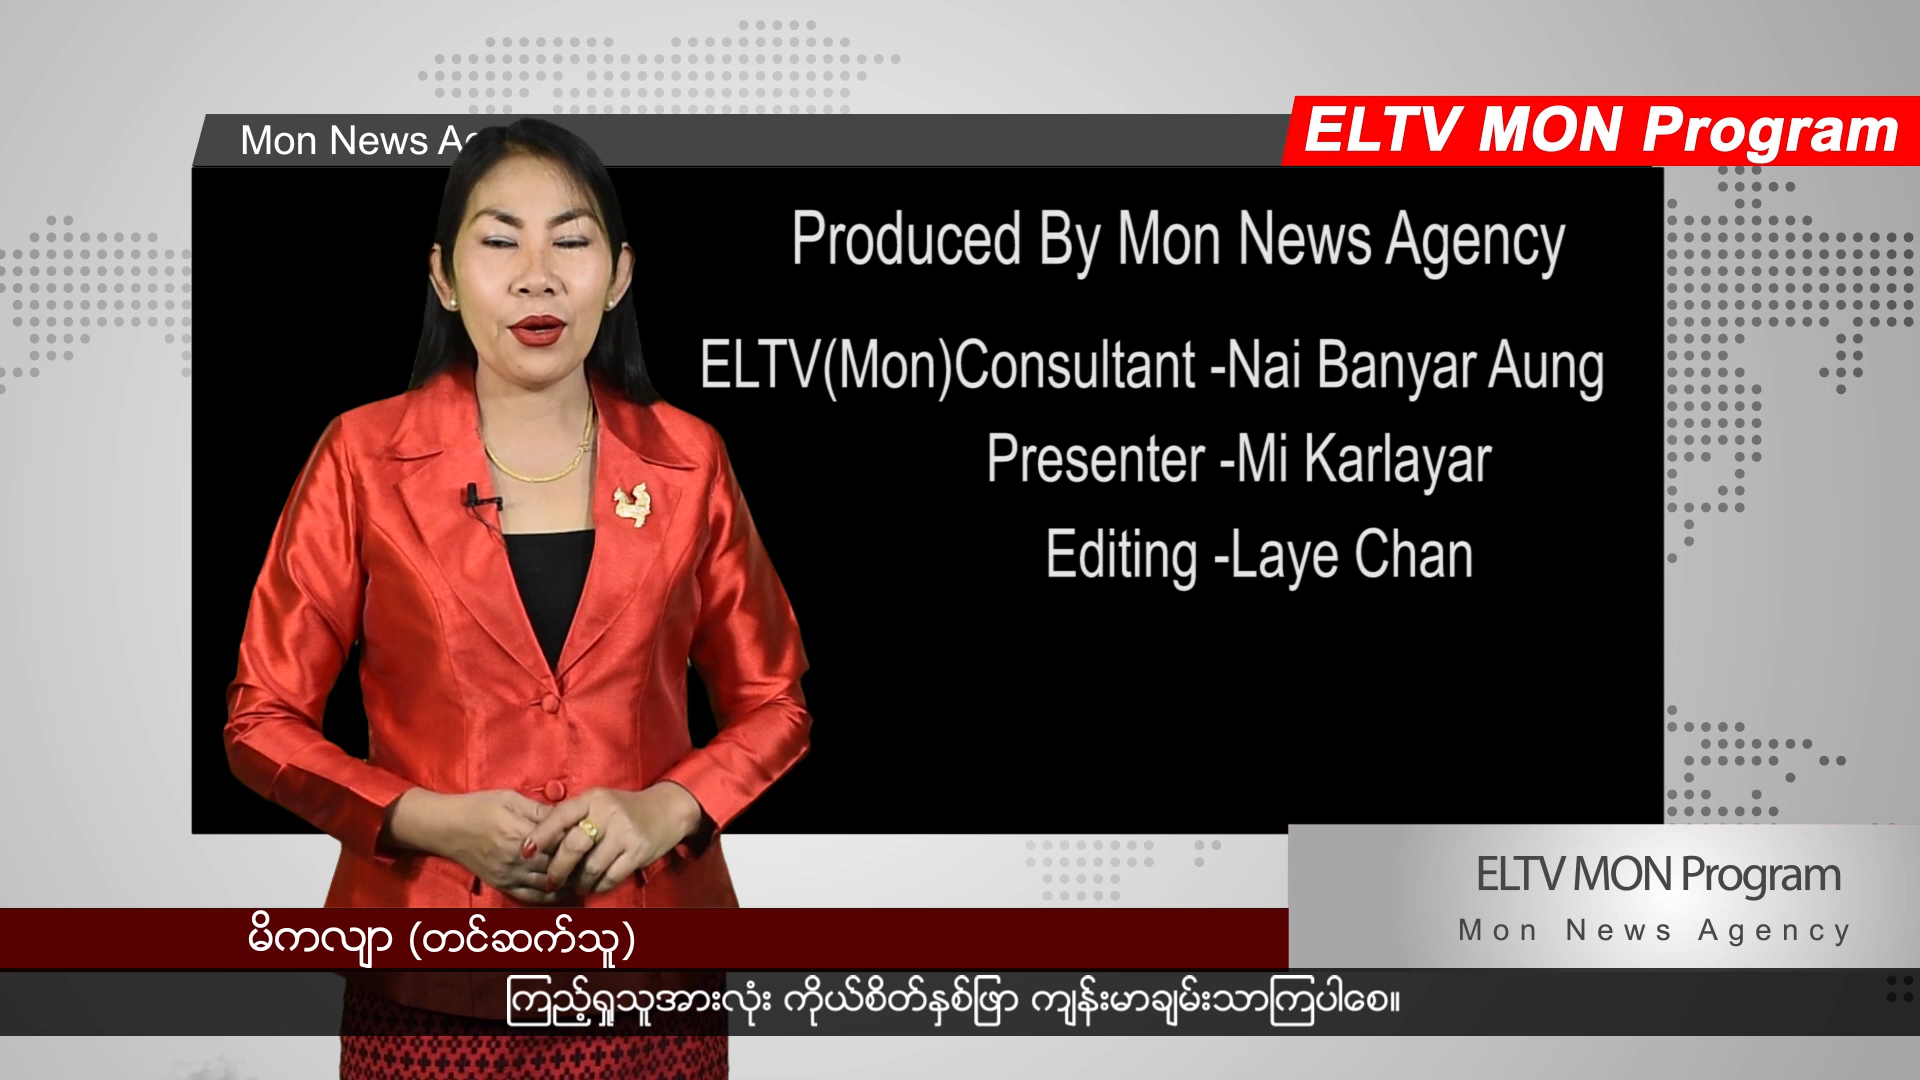 ELTV MON Program
Mon News
Produced By Mon News Agency
ELTV(Mon)Consultant -Nai Banyar Aung
Presenter -Mi Karlayar
Editing -Laye Chan
ELTV MON Program
Mon News Agency
မိကလျာ (တင်ဆက်သူ)
ကြည့်ရှုသူအားလုံး ကိုယ်စိတ်နှစ်ဖြာ ကျန်းမာချမ်းသာကြပါစေ။